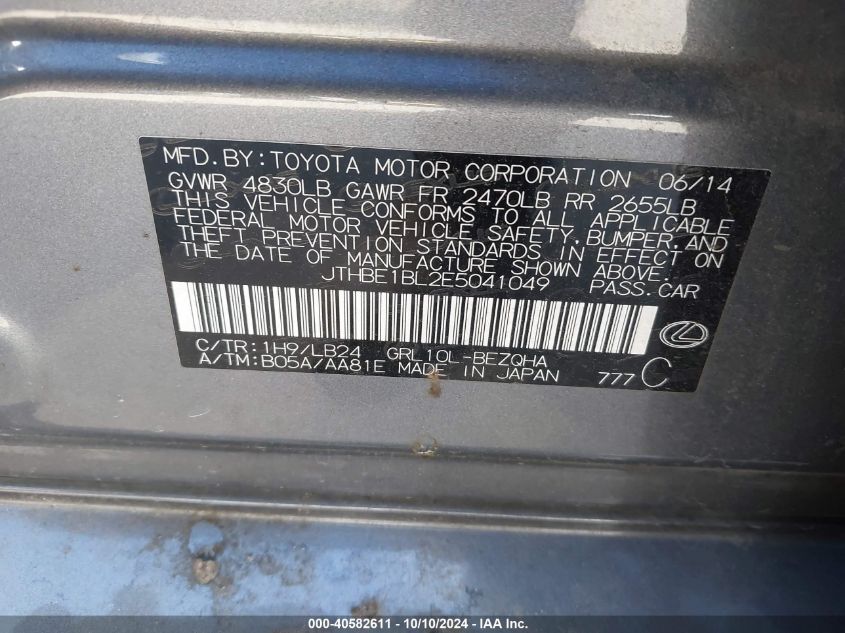 MFD.BY:TOYOTA MOTOR CORPORATION 06/14
GVWR 4830LB GAWR FR 2470LB RR 2655LB
THIS VEHICLE CONFORMS TO ALL APPLICABLE
FEDERAL MOTOR VEHICLE SAFETY,BUMPER,AND
THEFT PREVENTION STANDARDS IN EFFECT ON
THE DATE OF MANUFACTURE SHOWN ABOVE.
JTHBE1BL2E5041049 PASS.CAR
C/TR:1H9/LB24 GRL10L-BEZQHA
A/TM:B05A/AA81E MADE IN JAPAN 777 C
000-40582611 - 10/10/2024 - IAA Inc.